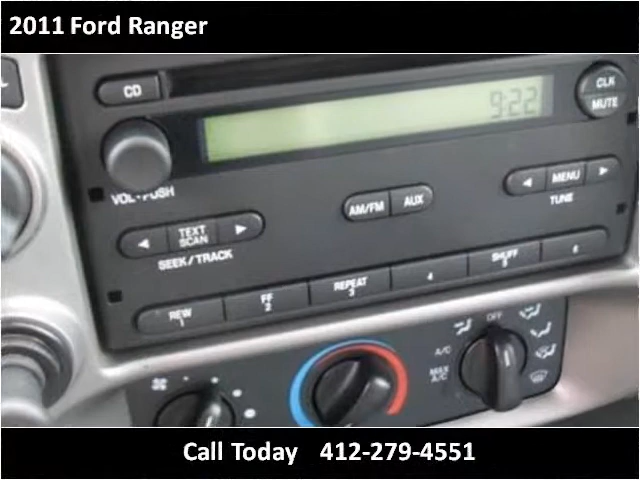 2011 Ford Ranger
CD
9:22
CLK
MUTE
VOL - PUSH
AM/FM
AUX
MENU
TUNE
TEXT
SCAN
SEEK/TRACK
REW
1
FF
2
REPEAT
3
4
SHUFF
5
6
OFF
A/C
MAX
A/C
Call Today 412-279-4551